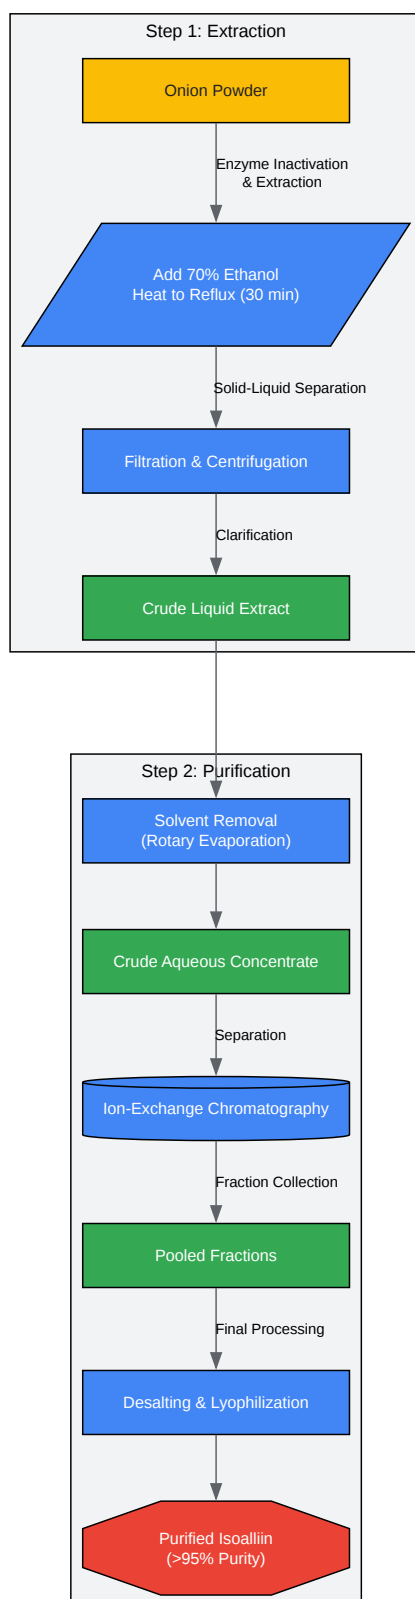 Step 1: Extraction
Onion Powder
Enzyme Inactivation
& Extraction
Add 70% Ethanol
Heat to Reflux (30 min)
Solid-Liquid Separation
Filtration & Centrifugation
Clarification
Crude Liquid Extract
Step 2: Purification
Solvent Removal
(Rotary Evaporation)
Crude Aqueous Concentrate
Separation
Ion-Exchange Chromatography
Fraction Collection
Pooled Fractions
Final Processing
Desalting & Lyophilization
Purified Isoalliin
(>95% Purity)